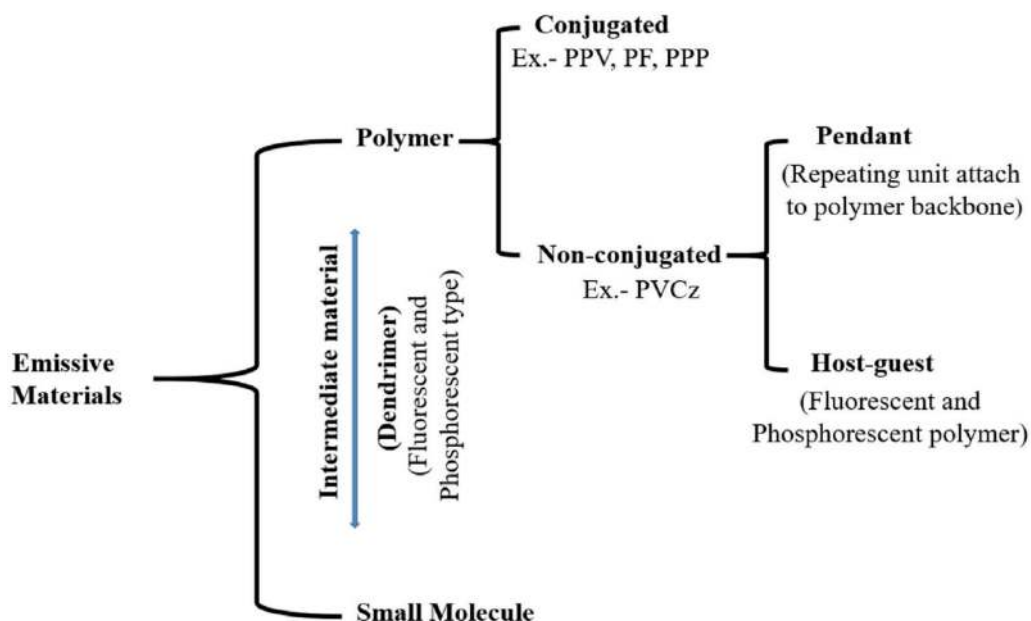 Conjugated
Ex.- PPV, PF, PPP
Polymer
Pendant
(Repeating unit attach
to polymer backbone)
Non-conjugated
Ex.- PVCz
Intermediate material
(Dendrimer)
(Fluorescent and
Phosphorescent type)
Emissive
Materials
Host-guest
(Fluorescent and
Phosphorescent polymer)
Small Molecule